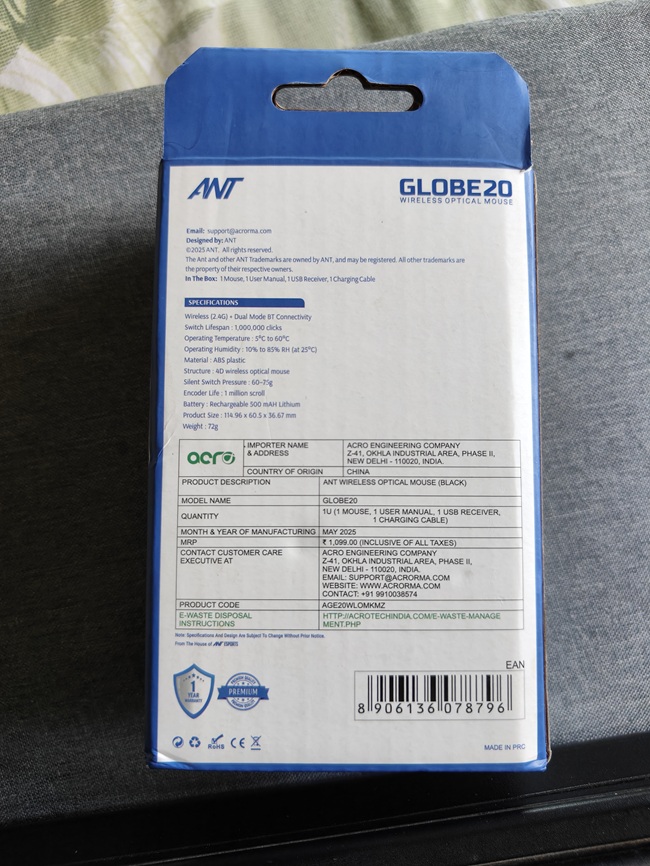 ANT
GLOBE20
WIRELESS OPTICAL MOUSE
Email: support@acrorma.com
Designed by: ANT
©2025 ANT. All rights reserved.
The Ant and other ANT Trademarks are owned by ANT, and may be registered. All other trademarks are
the property of their respective owners.
In The Box: 1 Mouse, 1 User Manual, 1 USB Receiver, 1 Charging Cable
SPECIFICATIONS
Wireless (2.4G) + Dual Mode BT Connectivity
Switch Lifespan : 1,000,000 clicks
Operating Temperature : 5°C to 60°C
Operating Humidity : 10% to 85% RH (at 25°C)
Material : ABS plastic
Structure : 4D wireless optical mouse
Silent Switch Pressure : 60~75g
Encoder Life : 1 million scroll
Battery : Rechargeable 500 mAH Lithium
Product Size : 114.96 x 60.5 x 36.67 mm
Weight : 72g
acro
IMPORTER NAME
& ADDRESS
ACRO ENGINEERING COMPANY
Z-41, OKHLA INDUSTRIAL AREA, PHASE II,
NEW DELHI - 110020, INDIA.
COUNTRY OF ORIGIN CHINA
PRODUCT DESCRIPTION ANT WIRELESS OPTICAL MOUSE (BLACK)
MODEL NAME GLOBE20
QUANTITY 1U (1 MOUSE, 1 USER MANUAL, 1 USB RECEIVER,
1 CHARGING CABLE)
MONTH & YEAR OF MANUFACTURING MAY 2025
MRP ₹ 1,099.00 (INCLUSIVE OF ALL TAXES)
CONTACT CUSTOMER CARE
EXECUTIVE AT
ACRO ENGINEERING COMPANY
Z-41, OKHLA INDUSTRIAL AREA, PHASE II,
NEW DELHI - 110020, INDIA.
EMAIL: SUPPORT@ACRORMA.COM
WEBSITE: WWW.ACRORMA.COM
CONTACT: +91 9910038574
PRODUCT CODE AGE20WLOMKMZ
E-WASTE DISPOSAL
INSTRUCTIONS
HTTP://ACROTECHINDIA.COM/E-WASTE-MANAGE
MENT.PHP
Note: Specifications And Design Are Subject To Change Without Prior Notice.
From The House of ANT ESPORTS
EAN
1
YEAR
WARRANTY
PREMIUM
8 906136 078796
RoHS CE
MADE IN PRC